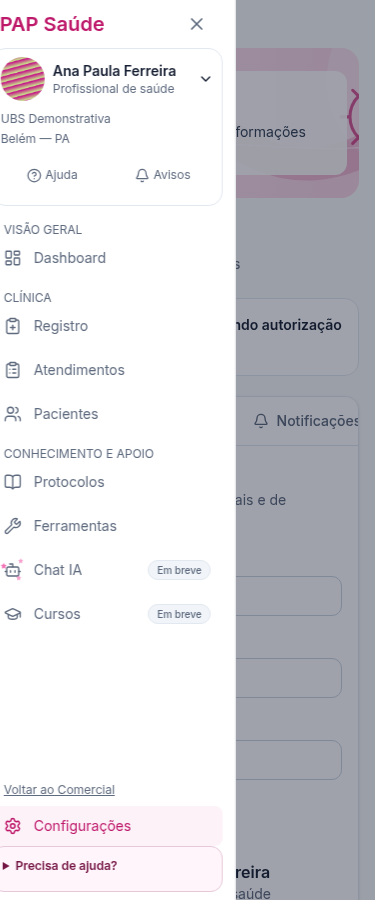 PAP Saúde
Ana Paula Ferreira
Profissional de saúde
UBS Demonstrativa
Belém — PA
Ajuda
Avisos
VISÃO GERAL
Dashboard
CLÍNICA
Registro
Atendimentos
Pacientes
CONHECIMENTO E APOIO
Protocolos
Ferramentas
Chat IA
Em breve
Cursos
Em breve
Voltar ao Comercial
Configurações
Precisa de ajuda?
formações
s
ndo autorização
Notificações
ais e de
reira
saúde